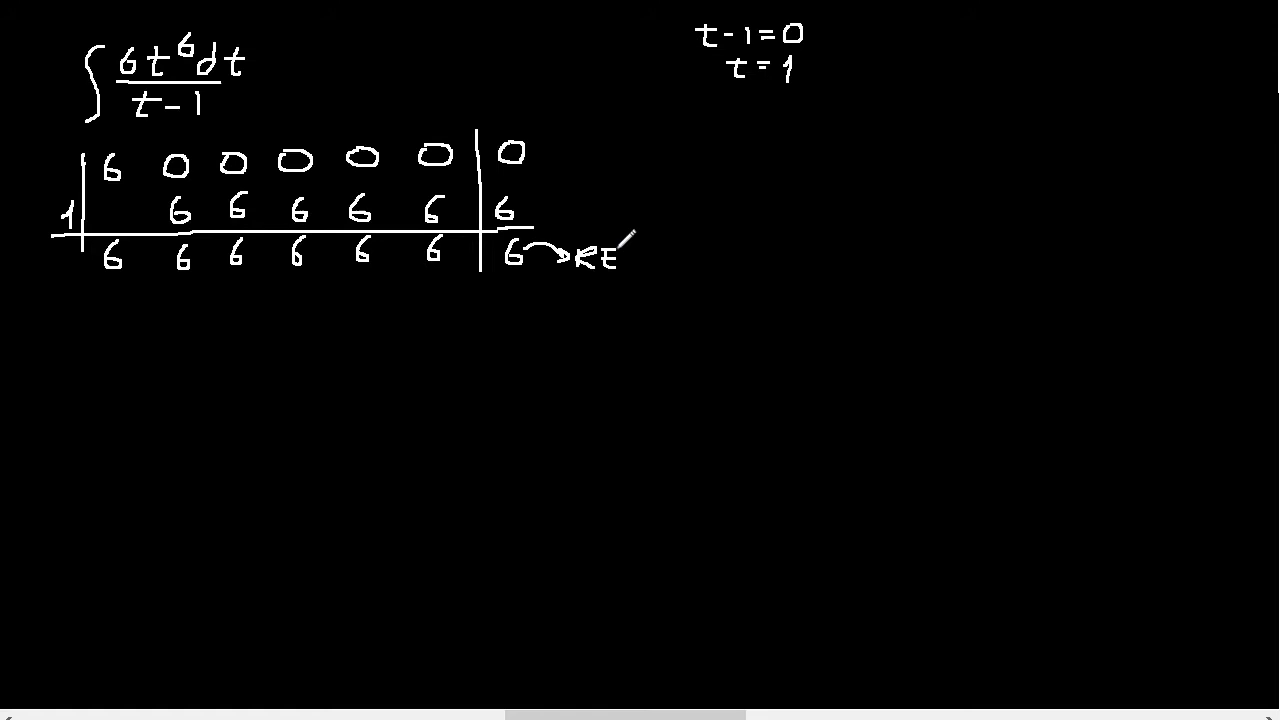 ∫ 6t⁶dt / t-1
t-1=0
t=1
6 0 0 0 0 0 | 0
1 | 6 6 6 6 6 | 6
6 6 6 6 6 6 | 6 → RE